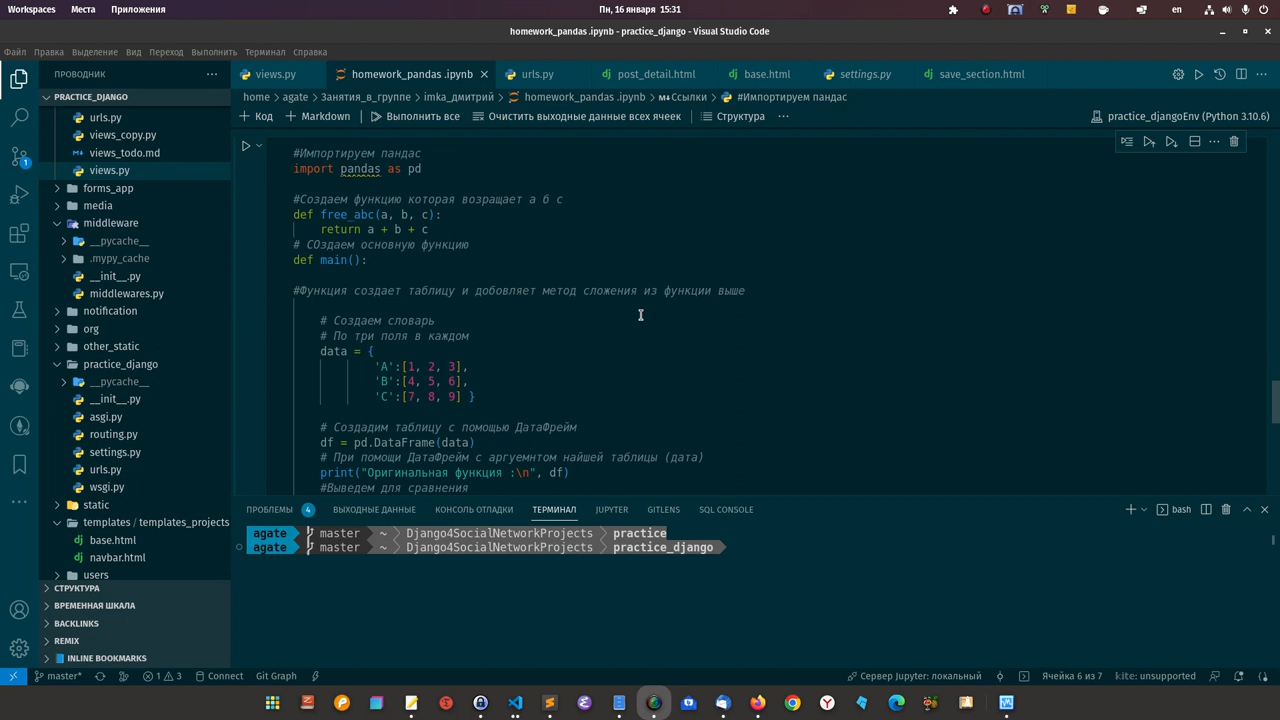 Workspaces Места Приложения Пн, 16 января 15:31 en
homework_pandas .ipynb - practice_django - Visual Studio Code
Файл Правка Выделение Вид Переход Выполнить Терминал Справка
ПРОВОДНИК ···
views.py homework_pandas .ipynb urls.py post_detail.html base.html settings.py save_section.html
PRACTICE_DJANGO
home agate Занятия_в_группе imka_дмитрий homework_pandas .ipynb Ссылки #Импортируем пандас
Код Markdown Выполнить все Очистить выходные данные всех ячеек Структура ··· practice_djangoEnv (Python 3.10.6)
urls.py
views_copy.py
views_todo.md
views.py
forms_app
media
middleware
__pycache__
.mypy_cache
__init__.py
middlewares.py
notification
org
other_static
practice_django
__pycache__
__init__.py
asgi.py
routing.py
settings.py
urls.py
wsgi.py
static
templates / templates_projects
base.html
navbar.html
users
СТРУКТУРА
ВРЕМЕННАЯ ШКАЛА
BACKLINKS
REMIX
INLINE BOOKMARKS
#Импортируем пандас
import pandas as pd
#Создаем функцию которая возращает а б с
def free_abc(a, b, c):
return a + b + c
# СОздаем основную функцию
def main():
#Функция создает таблицу и добовляет метод сложения из функции выше
# Создаем словарь
# По три поля в каждом
data = {
'A':[1, 2, 3],
'B':[4, 5, 6],
'C':[7, 8, 9] }
# Создадим таблицу с помощью ДатаФрейм
df = pd.DataFrame(data)
# При помощи ДатаФрейм с аргуемнтом найшей таблицы (дата)
print("Оригинальная функция :\n", df)
#Выведем для сравнения
ПРОБЛЕМЫ 4 ВЫХОДНЫЕ ДАННЫЕ КОНСОЛЬ ОТЛАДКИ ТЕРМИНАЛ JUPYTER GITLENS SQL CONSOLE bash
agate master ~ Django4SocialNetworkProjects practice
agate master ~ Django4SocialNetworkProjects practice_django
master* 1 3 Connect Git Graph Сервер Jupyter: локальный Ячейка 6 из 7 kite: unsupported